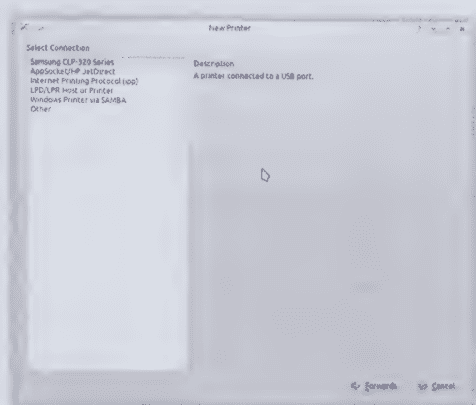 New Printer
Select Connection
Samsung CLP-320 Series
AppSocket/HP JetDirect
Internet Printing Protocol (ipp)
LPD/LPR Host or Printer
Windows Printer via SAMBA
Other
Description
A printer connected to a USB port.
Forwards
Cancel